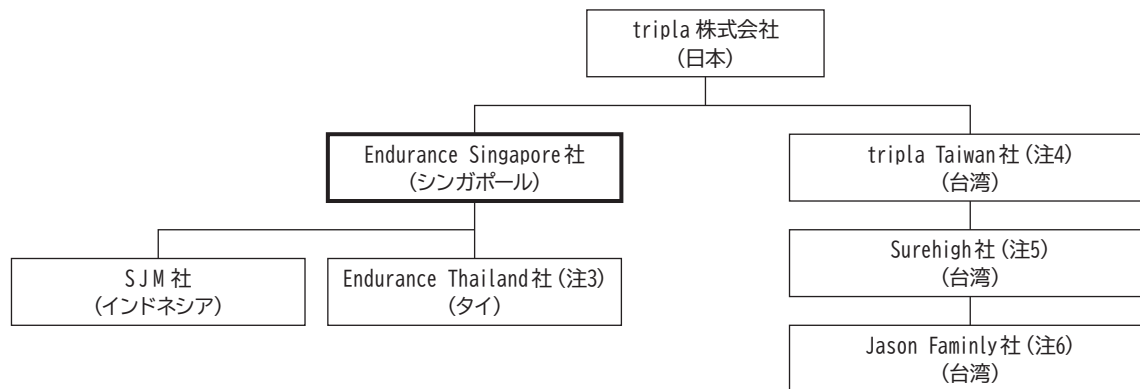 tripla 株式会社
(日本)
Endurance Singapore社
(シンガポール)
tripla Taiwan社(注4)
(台湾)
SJM社
(インドネシア)
Endurance Thailand社(注3)
(タイ)
Surehigh社(注5)
(台湾)
Jason Faminly社(注6)
(台湾)